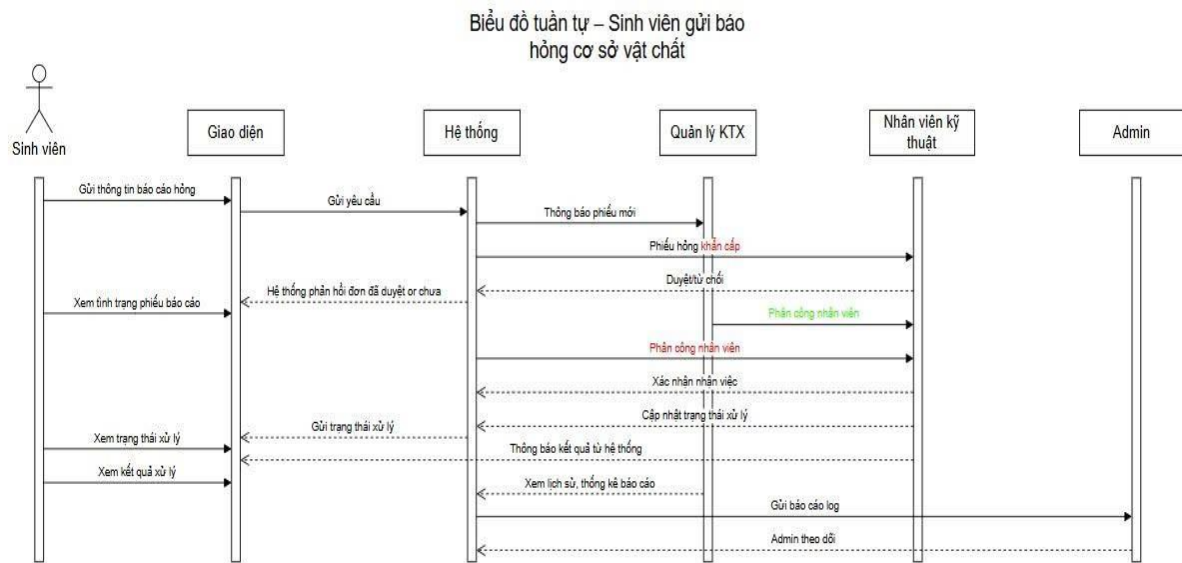 Biểu đồ tuần tự – Sinh viên gửi báo
hỏng cơ sở vật chất
Sinh viên
Giao diện
Hệ thống
Quản lý KTX
Nhân viên kỹ
thuật
Admin
Gửi thông tin báo cáo hỏng
Gửi yêu cầu
Thông báo phiếu mới
Phiếu hỏng khẩn cấp
Duyệt/từ chối
Hệ thống phản hồi đơn đã duyệt or chưa
Xem tình trạng phiếu báo cáo
Phân công nhân viên
Phân công nhân viên
Xác nhận nhân việc
Cập nhật trạng thái xử lý
Gửi trạng thái xử lý
Xem trạng thái xử lý
Thông báo kết quả từ hệ thống
Xem kết quả xử lý
Xem lịch sử, thống kê báo cáo
Gửi báo cáo log
Admin theo dõi